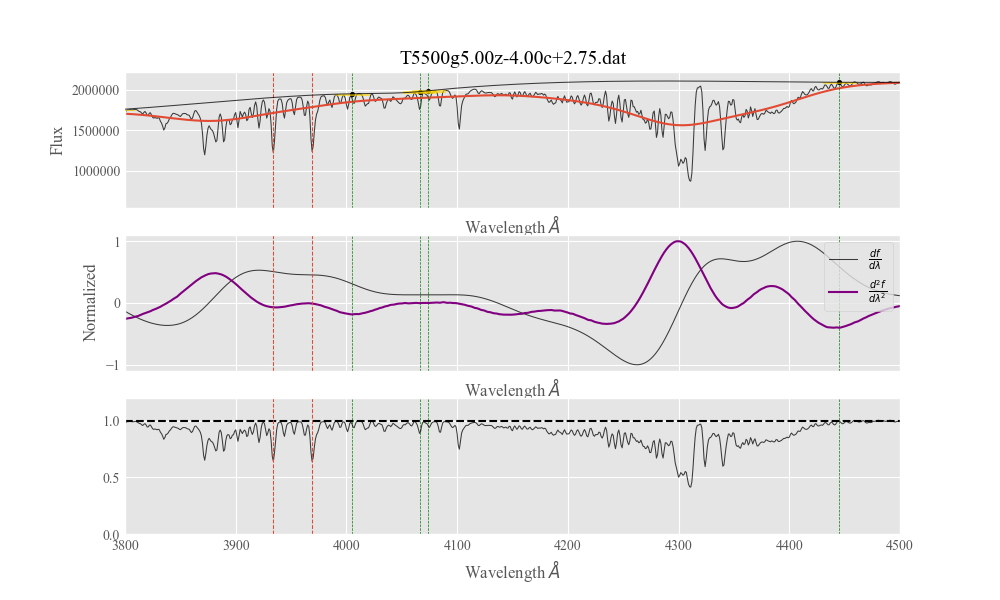 T5500g5.00z-4.00c+2.75.dat
2000000
1500000
1000000
Flux
Wavelength Å
1
0
−1
Normalized
df/dλ
d²f/dλ²
Wavelength Å
1.0
0.5
0.0
3800 3900 4000 4100 4200 4300 4400 4500
Wavelength Å